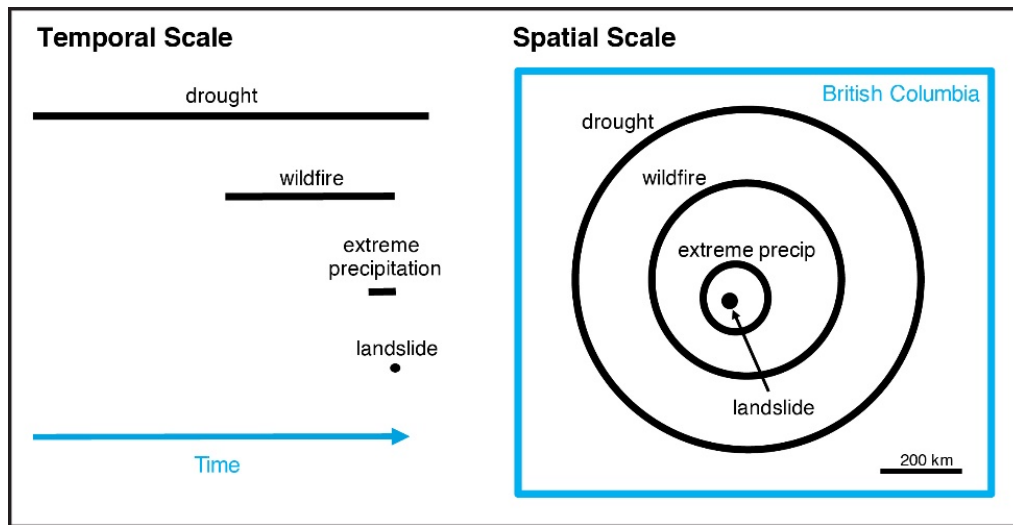 Temporal Scale
drought
wildfire
extreme
precipitation
landslide
Time
Spatial Scale
British Columbia
drought
wildfire
extreme precip
landslide
200 km